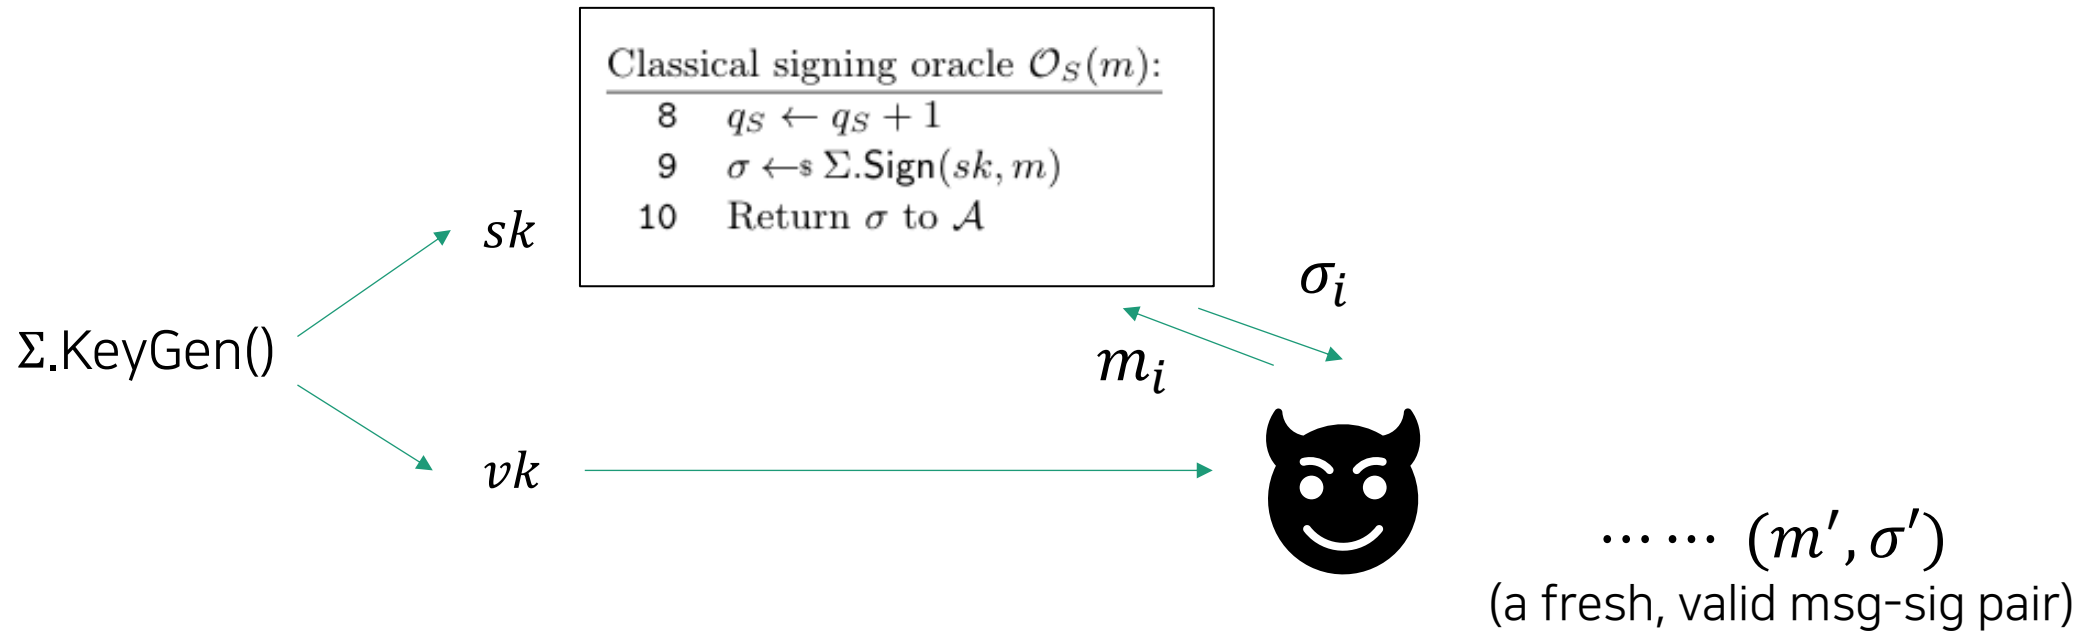 Classical signing oracle 𝒪_S(m):
8 q_S ← q_S + 1
9 σ ←$ Σ.Sign(sk, m)
10 Return σ to 𝒜
sk
σ_i
Σ.KeyGen()
m_i
vk
⋯⋯ (m′, σ′)
(a fresh, valid msg-sig pair)